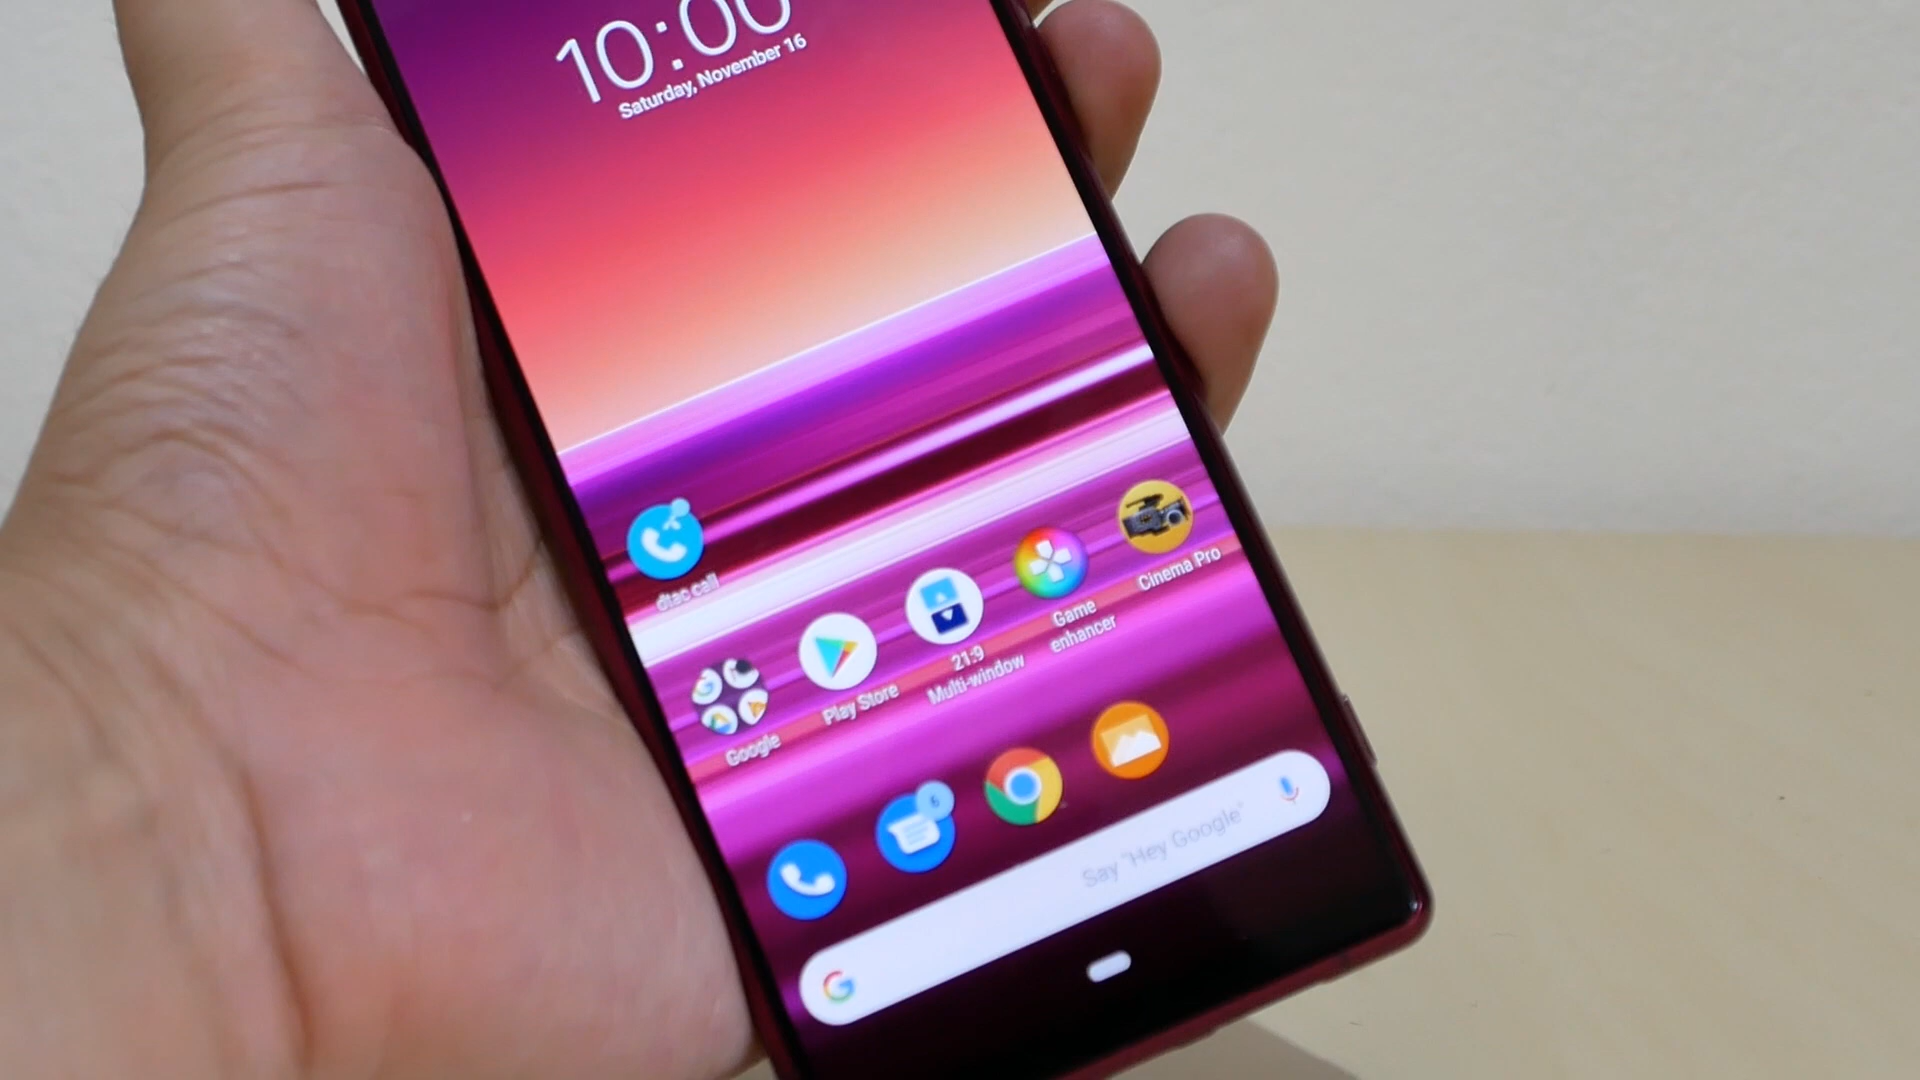 10:00
Saturday, November 16
dtac call
Google
Play Store
21:9
Multi-window
Game
enhancer
Cinema Pro
6
Say "Hey Google"